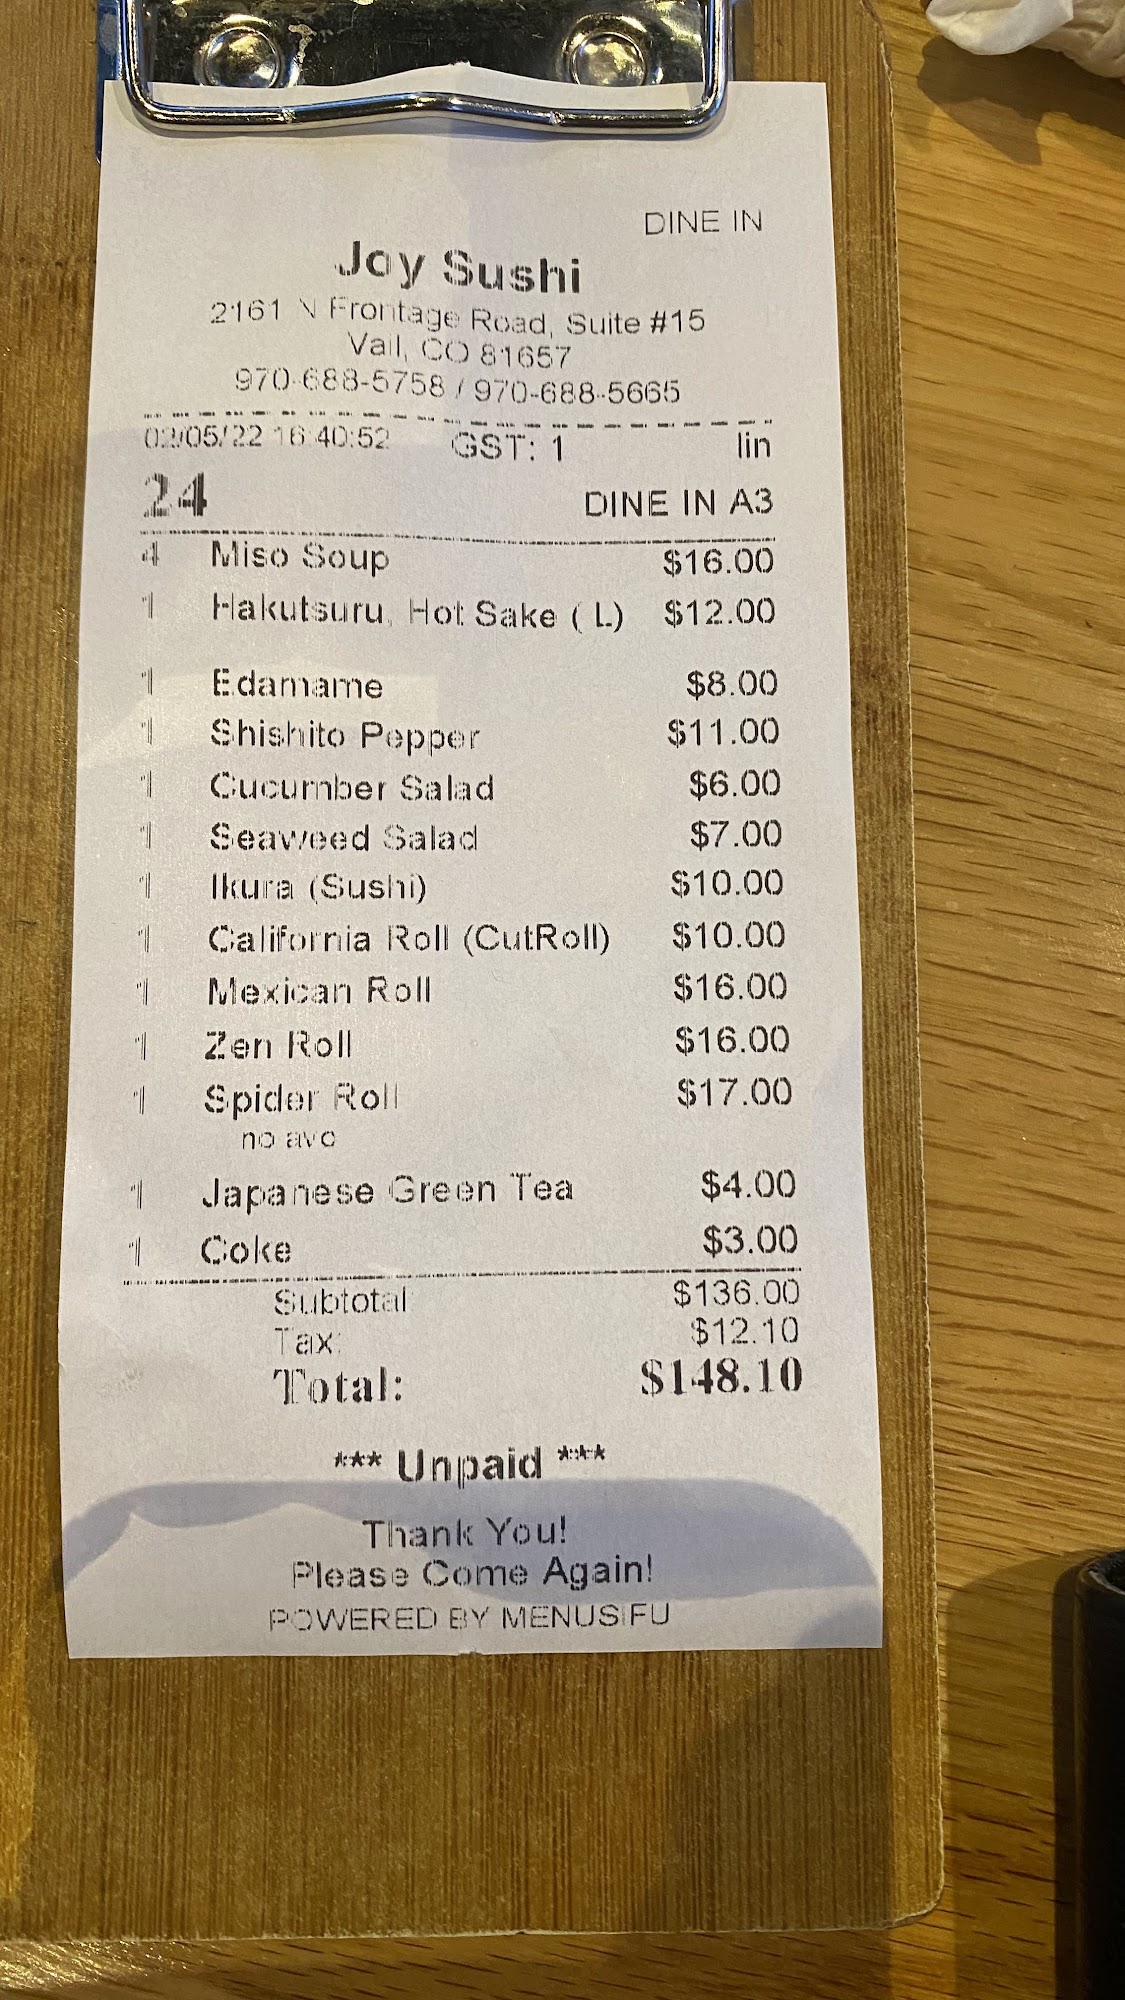 DINE IN
Joy Sushi
2161 N Frontage Road, Suite #15
Vail, CO 81657
970-688-5758 / 970-688-5665
02/05/22 16:40:52 GST: 1 lin
24 DINE IN A3
4 Miso Soup $16.00
1 Hakutsuru, Hot Sake ( L) $12.00
1 Edamame $8.00
1 Shishito Pepper $11.00
1 Cucumber Salad $6.00
1 Seaweed Salad $7.00
1 Ikura (Sushi) $10.00
1 California Roll (CutRoll) $10.00
1 Mexican Roll $16.00
1 Zen Roll $16.00
1 Spider Roll $17.00
no avo
1 Japanese Green Tea $4.00
1 Coke $3.00
Subtotal $136.00
Tax: $12.10
Total: $148.10
*** Unpaid ***
Thank You!
Please Come Again!
POWERED BY MENUSIFU